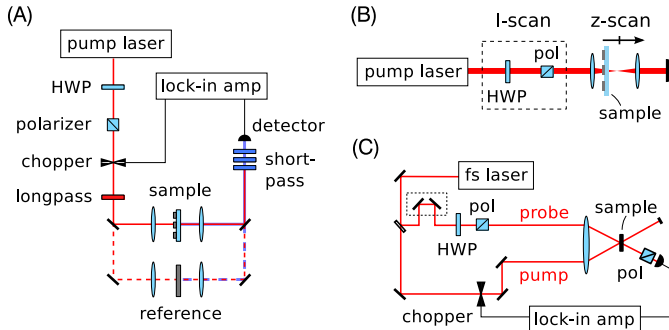 (A)
pump laser
HWP
lock-in amp
polarizer
detector
chopper
short-
pass
longpass
sample
reference
(B)
I-scan
z-scan
pol
pump laser
HWP
sample
(C)
fs laser
pol
sample
probe
HWP
pump
pol
chopper
lock-in amp